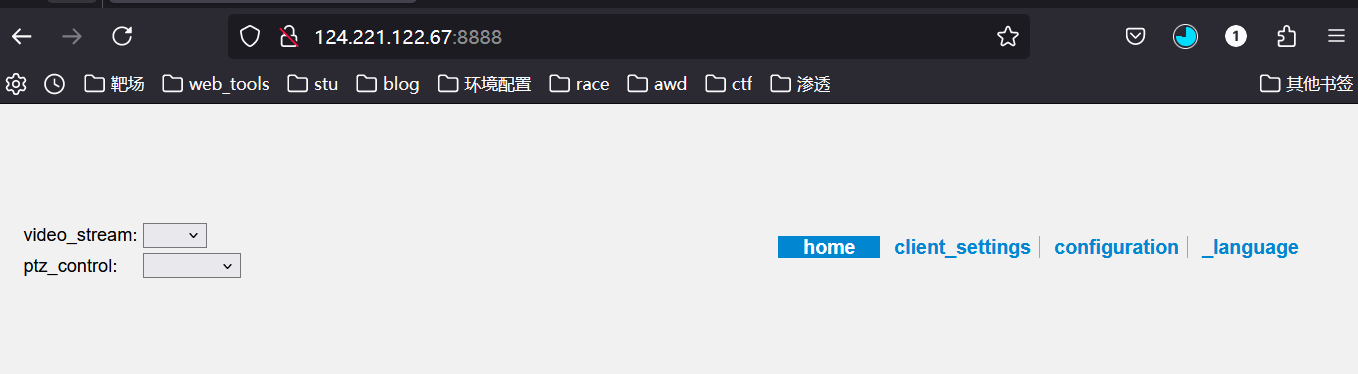 124.221.122.67:8888
1
靶场 web_tools stu blog 环境配置 race awd ctf 渗透 其他书签
video_stream:
ptz_control:
home client_settings configuration _language